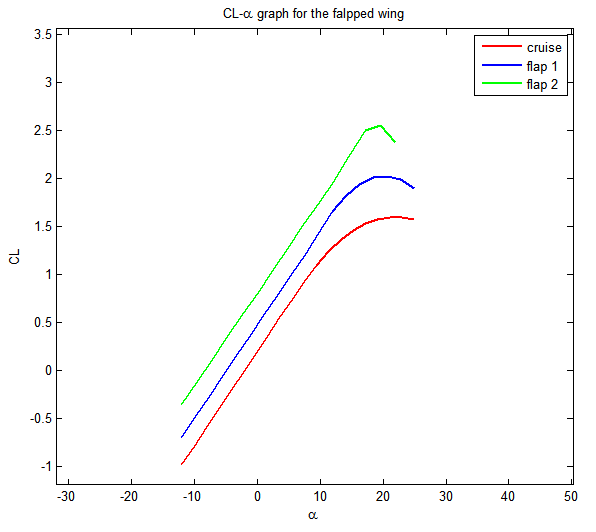 CL-α graph for the falpped wing
3.5
3
2.5
2
1.5
1
0.5
0
-0.5
-1
CL
cruise
flap 1
flap 2
-30 -20 -10 0 10 20 30 40 50
α